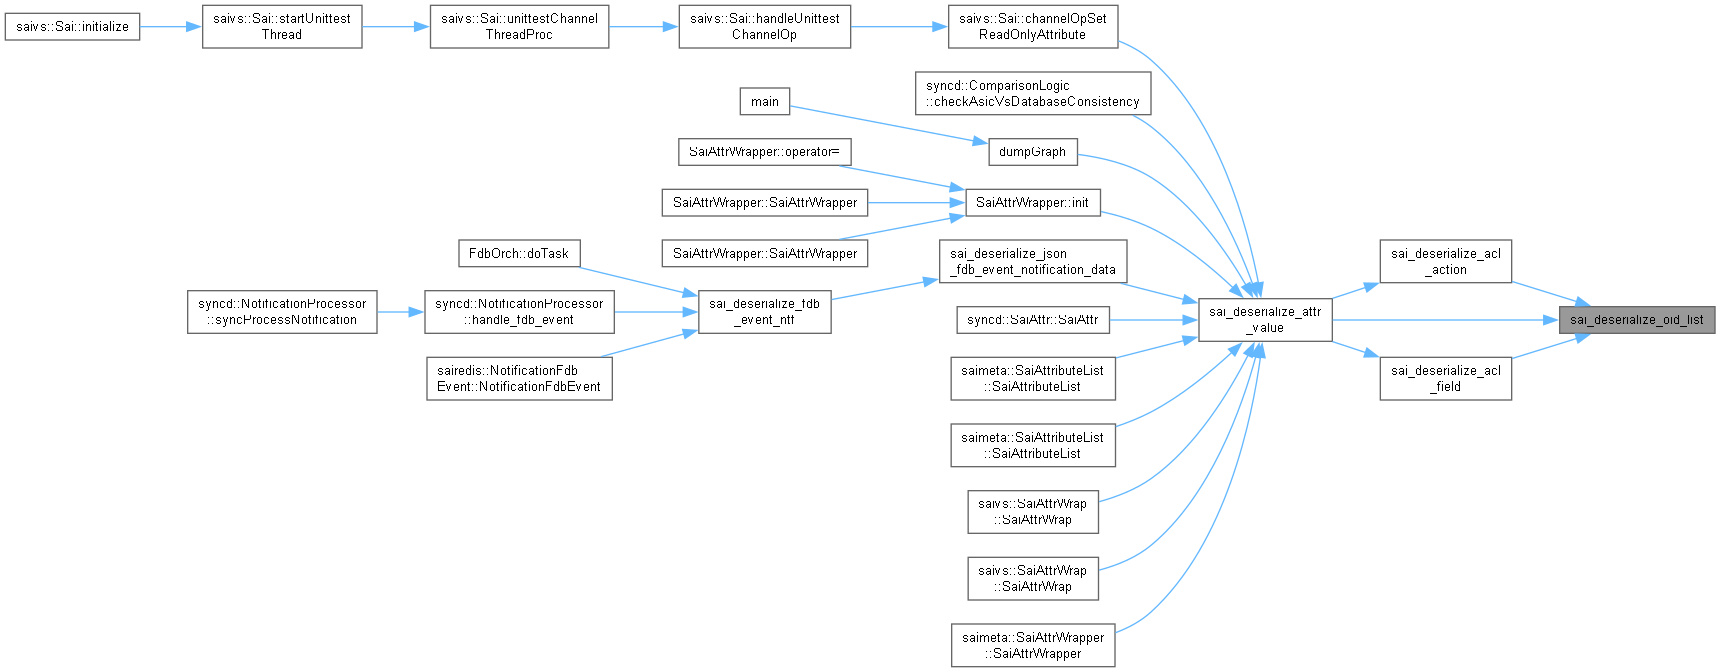 saivs::Sai::initialize
saivs::Sai::startUnittest
Thread
saivs::Sai::unittestChannel
ThreadProc
saivs::Sai::handleUnittest
ChannelOp
saivs::Sai::channelOpSet
ReadOnlyAttribute
syncd::ComparisonLogic
::checkAsicVsDatabaseConsistency
main
dumpGraph
SaiAttrWrapper::operator=
SaiAttrWrapper::SaiAttrWrapper
SaiAttrWrapper::init
SaiAttrWrapper::SaiAttrWrapper
FdbOrch::doTask
sai_deserialize_json
_fdb_event_notification_data
sai_deserialize_acl
_action
syncd::NotificationProcessor
::syncProcessNotification
syncd::NotificationProcessor
::handle_fdb_event
sai_deserialize_fdb
_event_ntf
syncd::SaiAttr::SaiAttr
sai_deserialize_attr
_value
sai_deserialize_oid_list
sairedis::NotificationFdb
Event::NotificationFdbEvent
saimeta::SaiAttributeList
::SaiAttributeList
sai_deserialize_acl
_field
saimeta::SaiAttributeList
::SaiAttributeList
saivs::SaiAttrWrap
::SaiAttrWrap
saivs::SaiAttrWrap
::SaiAttrWrap
saimeta::SaiAttrWrapper
::SaiAttrWrapper